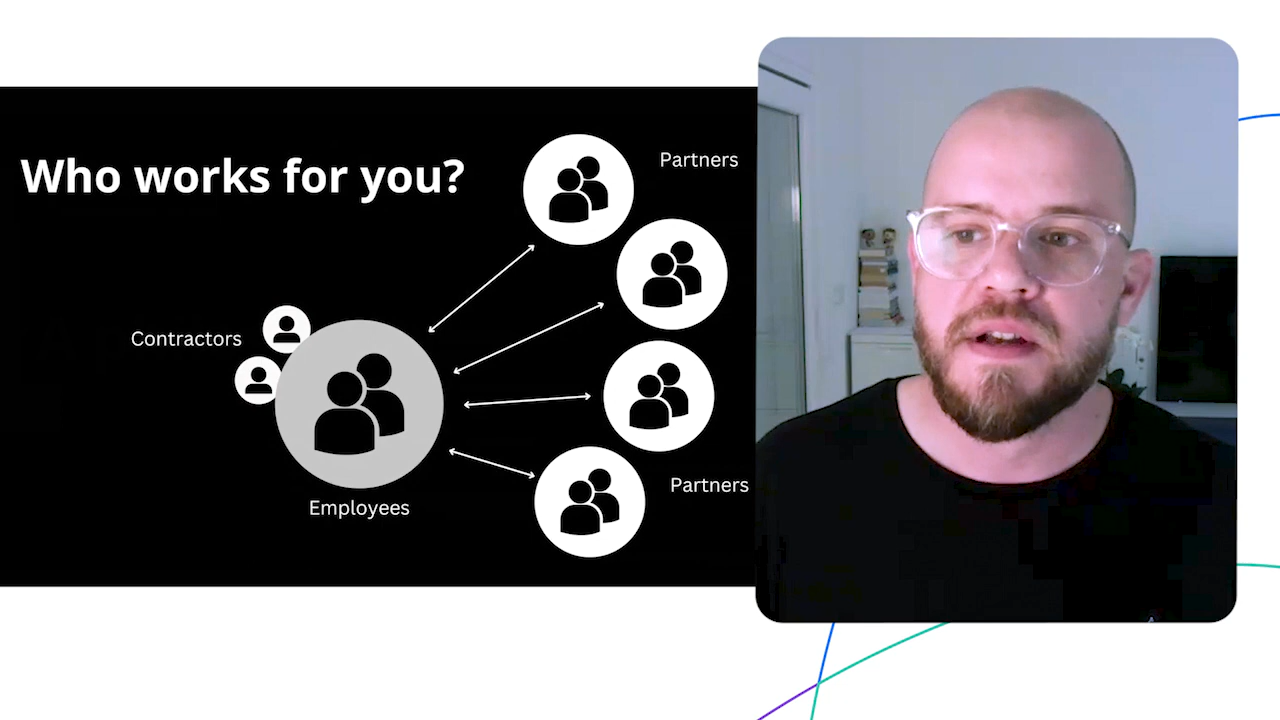 Who works for you?
Partners
Contractors
Partners
Employees